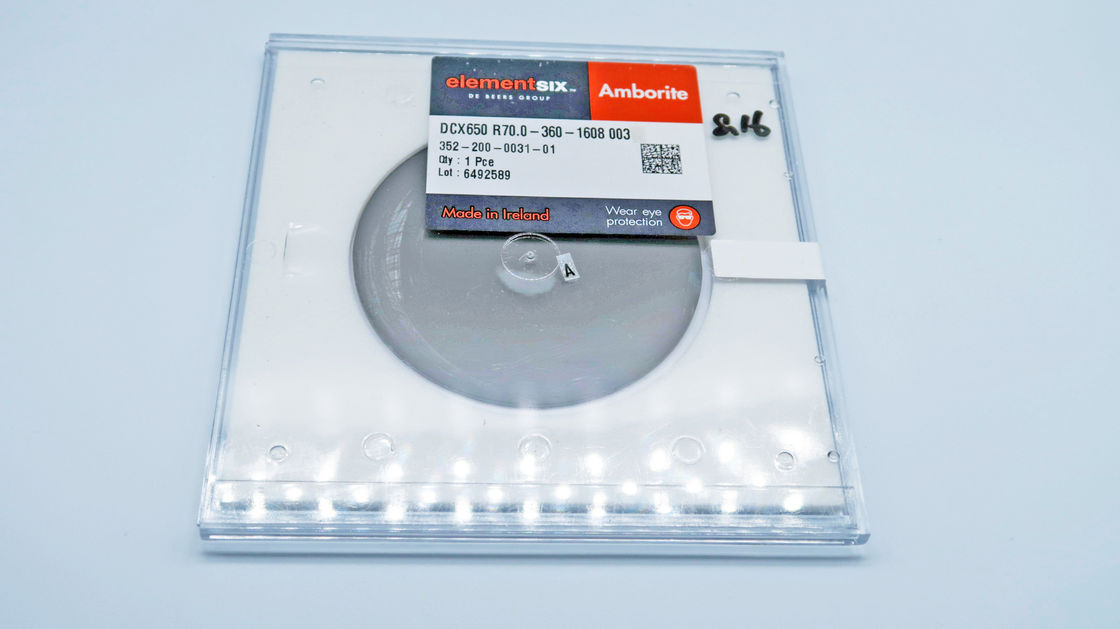 elementsix™
DE BEERS GROUP
Amborite
DCX650 R70.0-360-1608 003
352-200-0031-01
Qty : 1 Pce
Lot : 6492589
Made in Ireland
Wear eye
protection
A